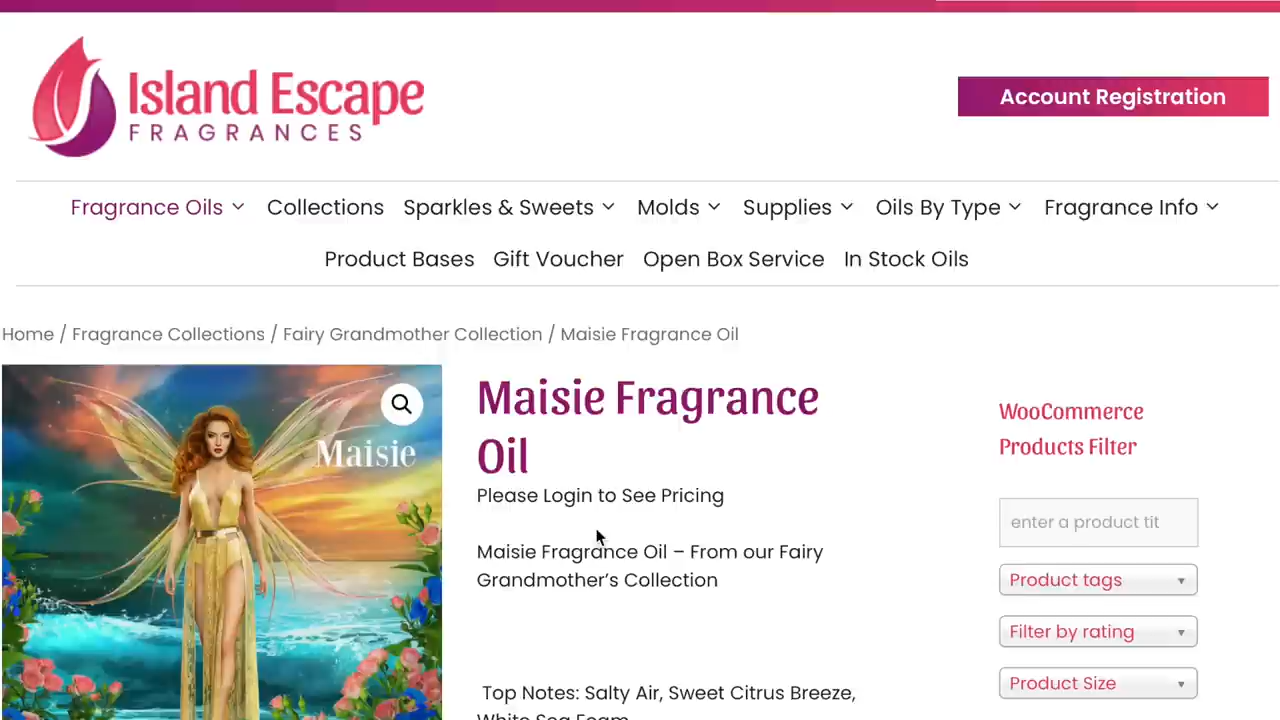 Island Escape
FRAGRANCES
Account Registration
Fragrance Oils Collections Sparkles & Sweets Molds Supplies Oils By Type Fragrance Info
Product Bases Gift Voucher Open Box Service In Stock Oils
Home / Fragrance Collections / Fairy Grandmother Collection / Maisie Fragrance Oil
Maisie
Maisie Fragrance
Oil
Please Login to See Pricing
Maisie Fragrance Oil – From our Fairy
Grandmother's Collection
Top Notes: Salty Air, Sweet Citrus Breeze,
White Sea Foam
WooCommerce
Products Filter
enter a product tit
Product tags
Filter by rating
Product Size